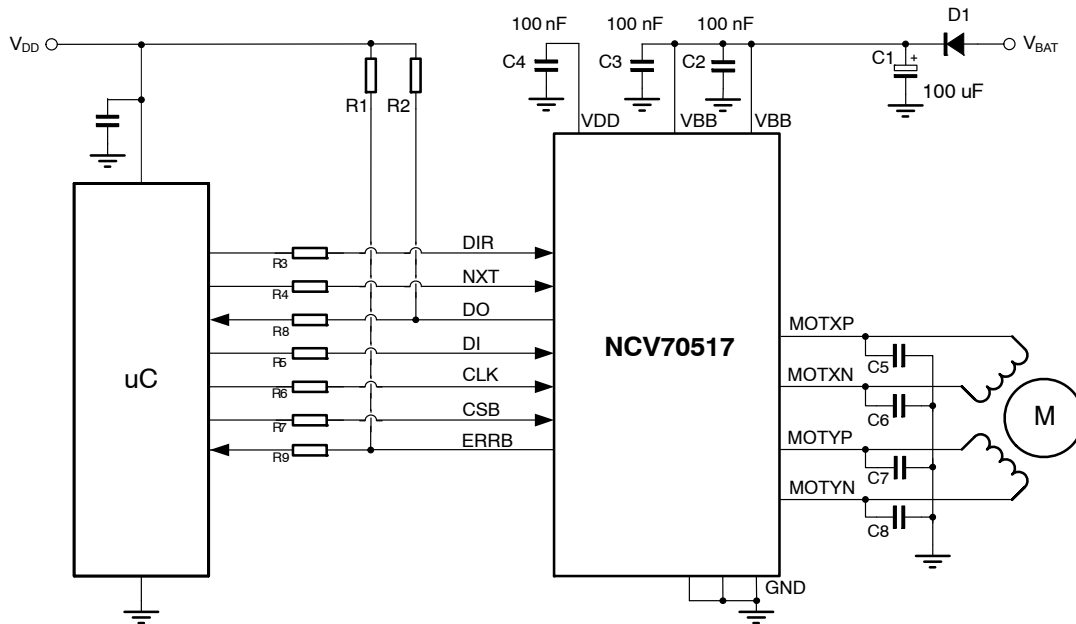 100 nF
100 nF
100 nF
D1
VDD
C4
C3
C2
C1
+
VBAT
100 uF
R1
R2
VDD
VBB
VBB
R3
DIR
R4
NXT
R8
DO
R5
DI
R6
CLK
R7
CSB
R9
ERRB
uC
NCV70517
MOTXP
C5
MOTXN
C6
M
MOTYP
C7
MOTYN
C8
GND